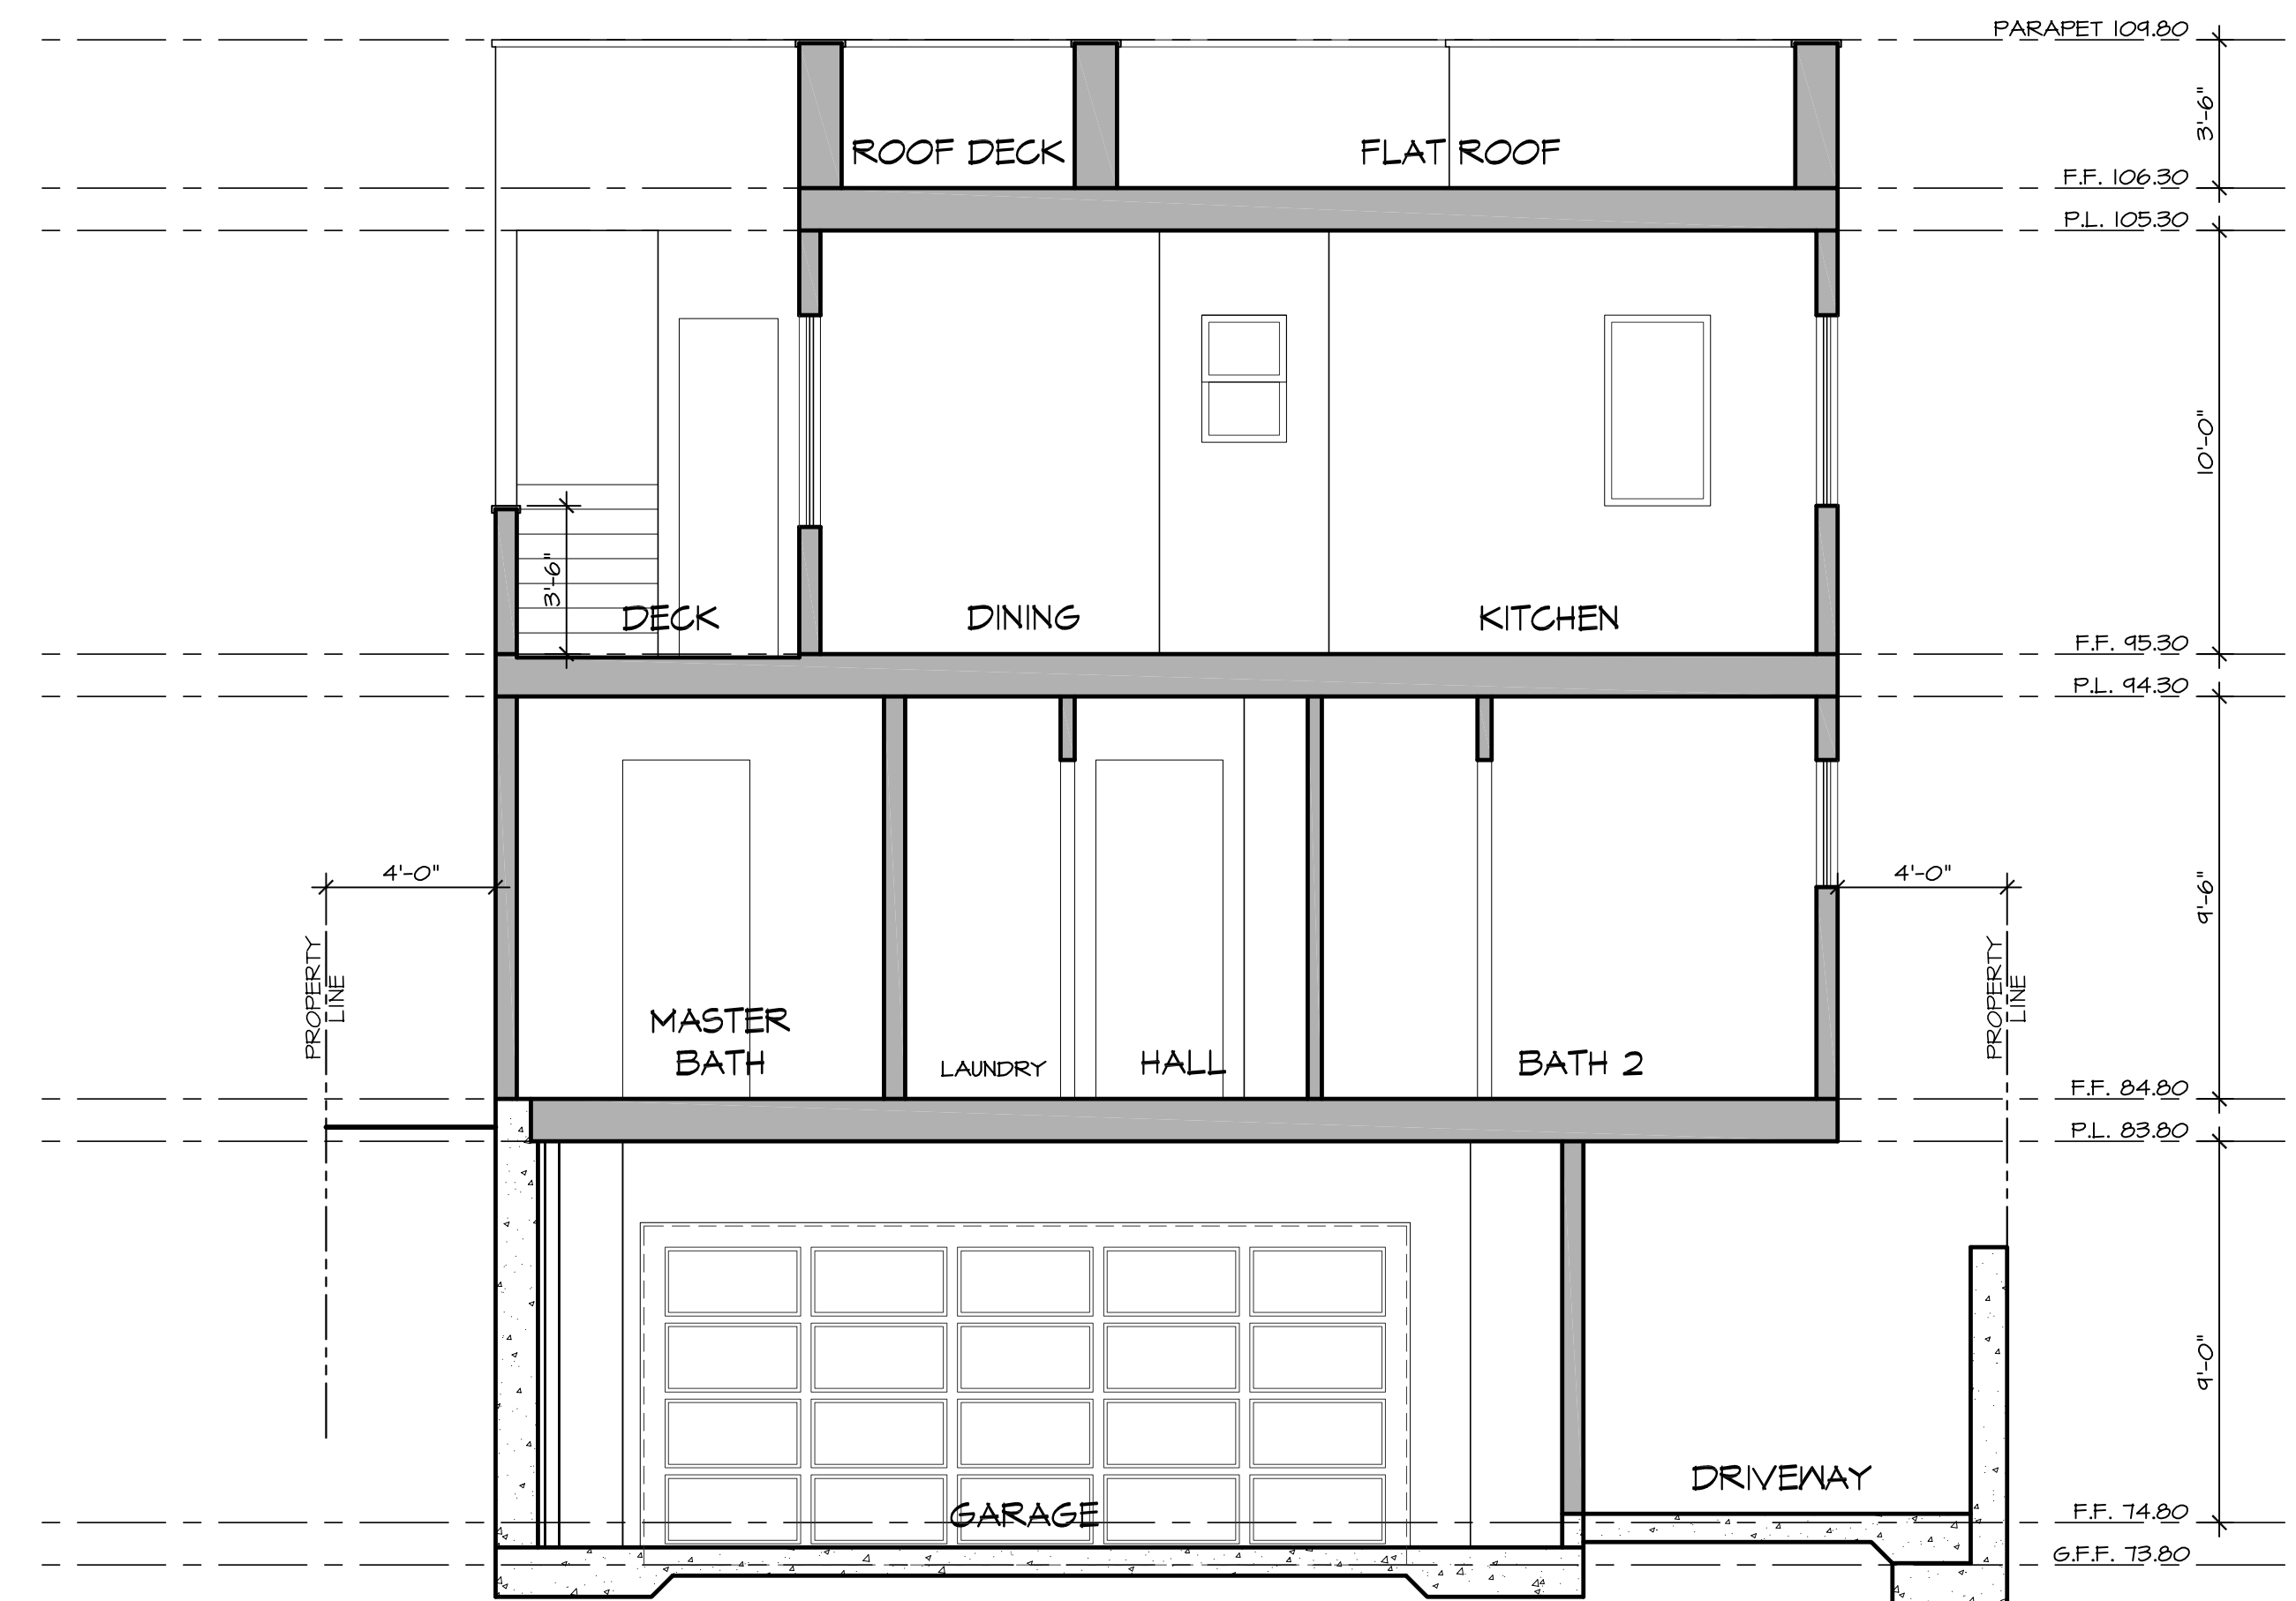 PARAPET 109.80
3'-6"
ROOF DECK
FLAT ROOF
F.F. 106.30
P.L. 105.30
10'-0"
3'-6"
DECK
DINING
KITCHEN
F.F. 95.30
P.L. 94.30
4'-0"
4'-0"
9'-6"
PROPERTY
LINE
PROPERTY
LINE
MASTER
BATH
LAUNDRY
HALL
BATH 2
F.F. 84.80
P.L. 83.80
9'-0"
DRIVEWAY
GARAGE
F.F. 74.80
G.F.F. 73.80